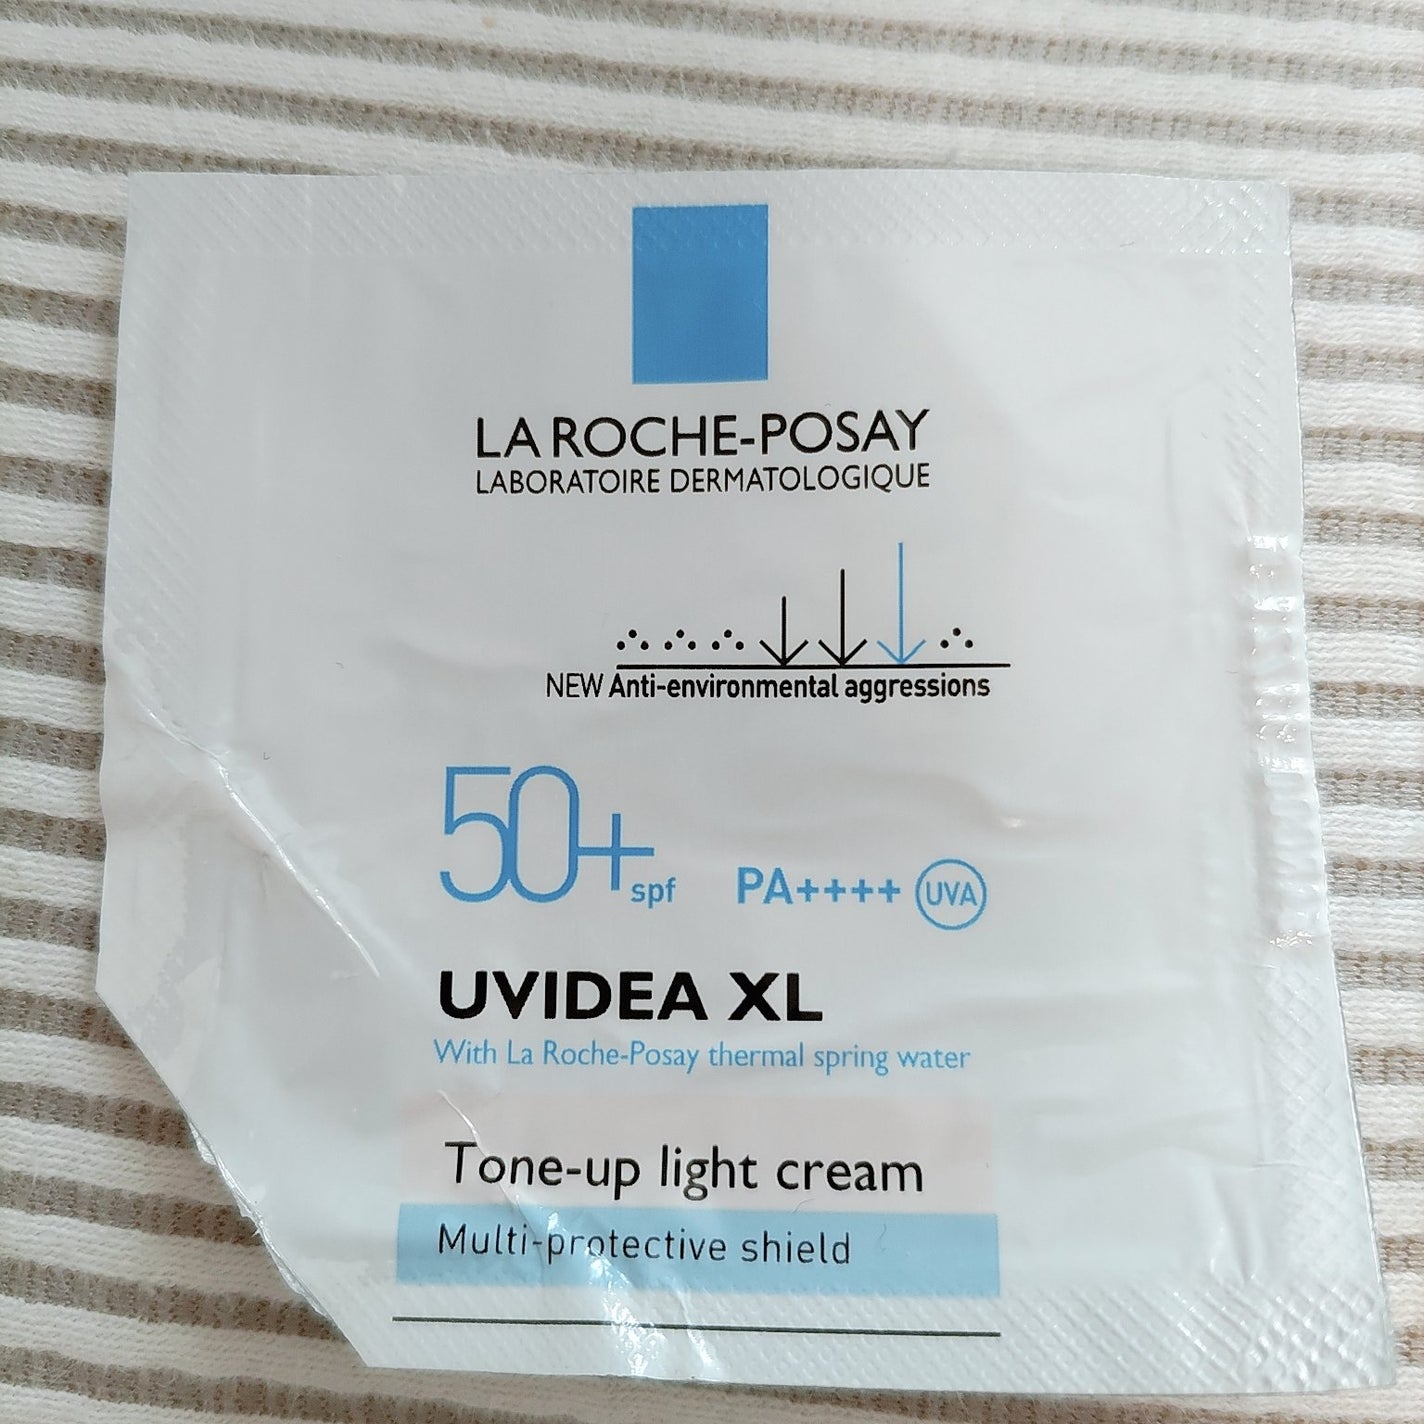 LA ROCHE-POSAY
LABORATOIRE DERMATOLOGIQUE
NEW Anti-environmental aggressions
50+ spf PA++++ UVA
UVIDEA XL
With La Roche-Posay thermal spring water
Tone-up light cream
Multi-protective shield